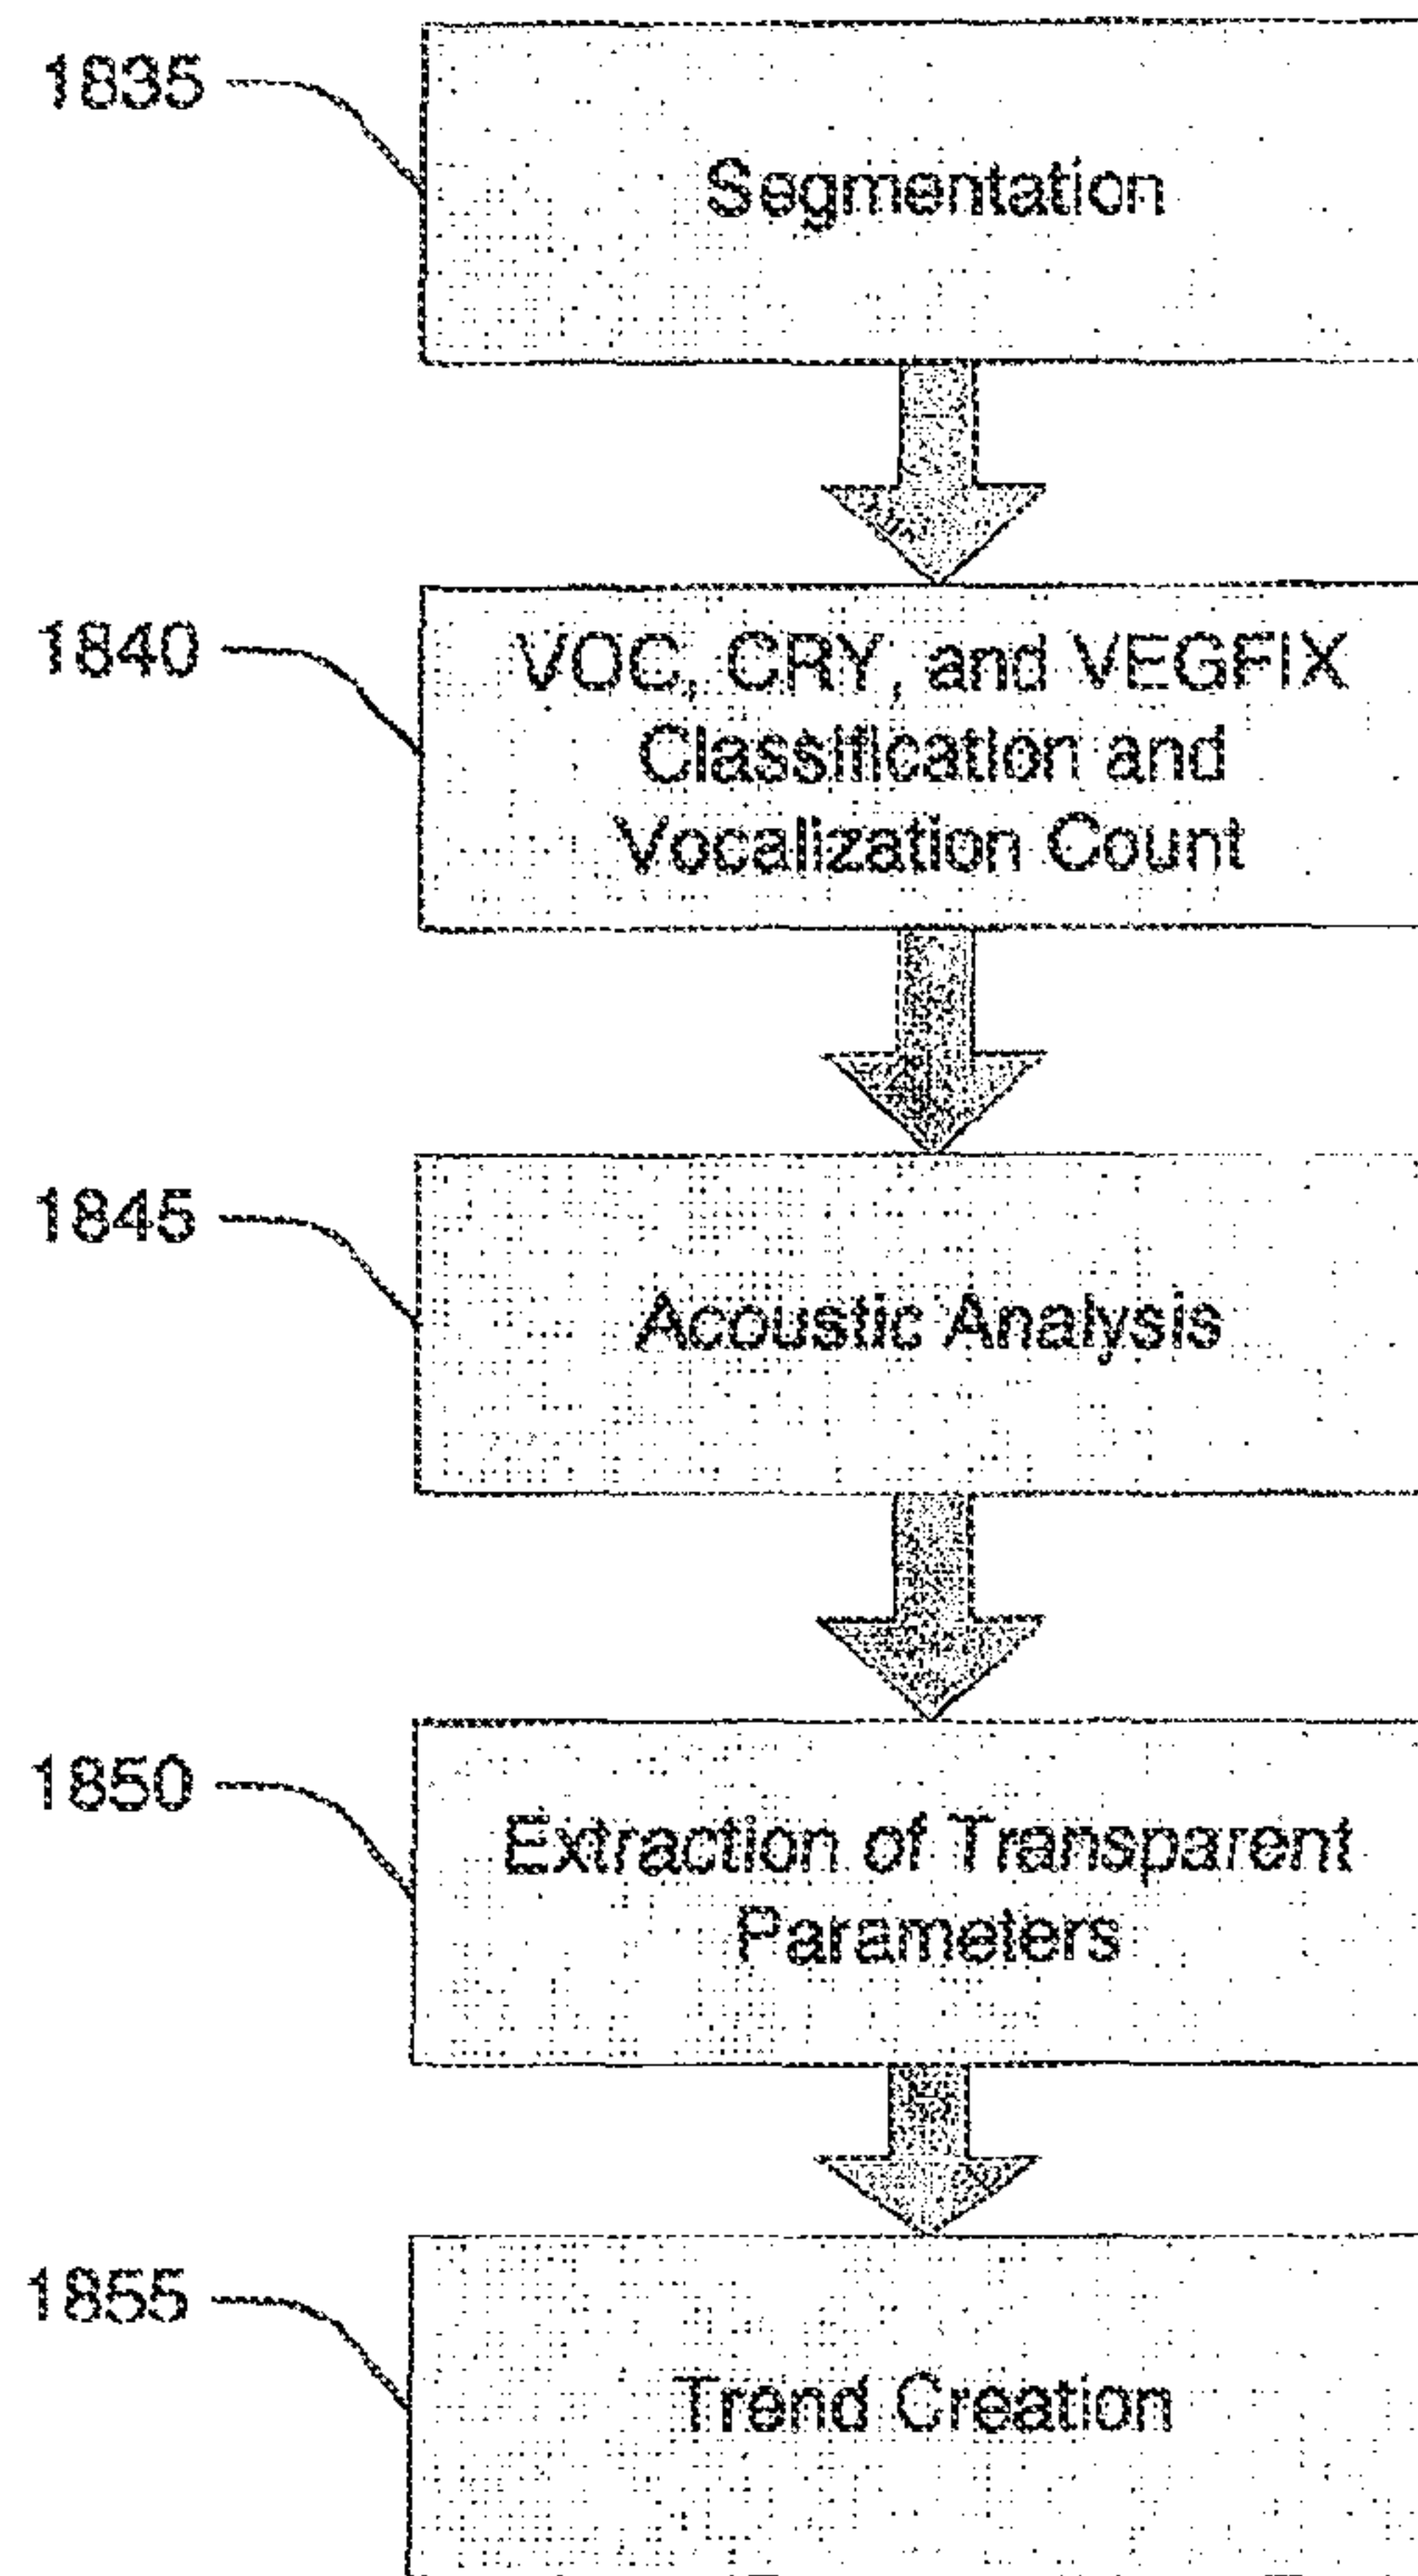 1835
Segmentation
1840
VOC, CRY, and VEGFIX
Classification and
Vocalization Count
1845
Acoustic Analysis
1850
Extraction of Transparent
Parameters
1855
Trend Creation